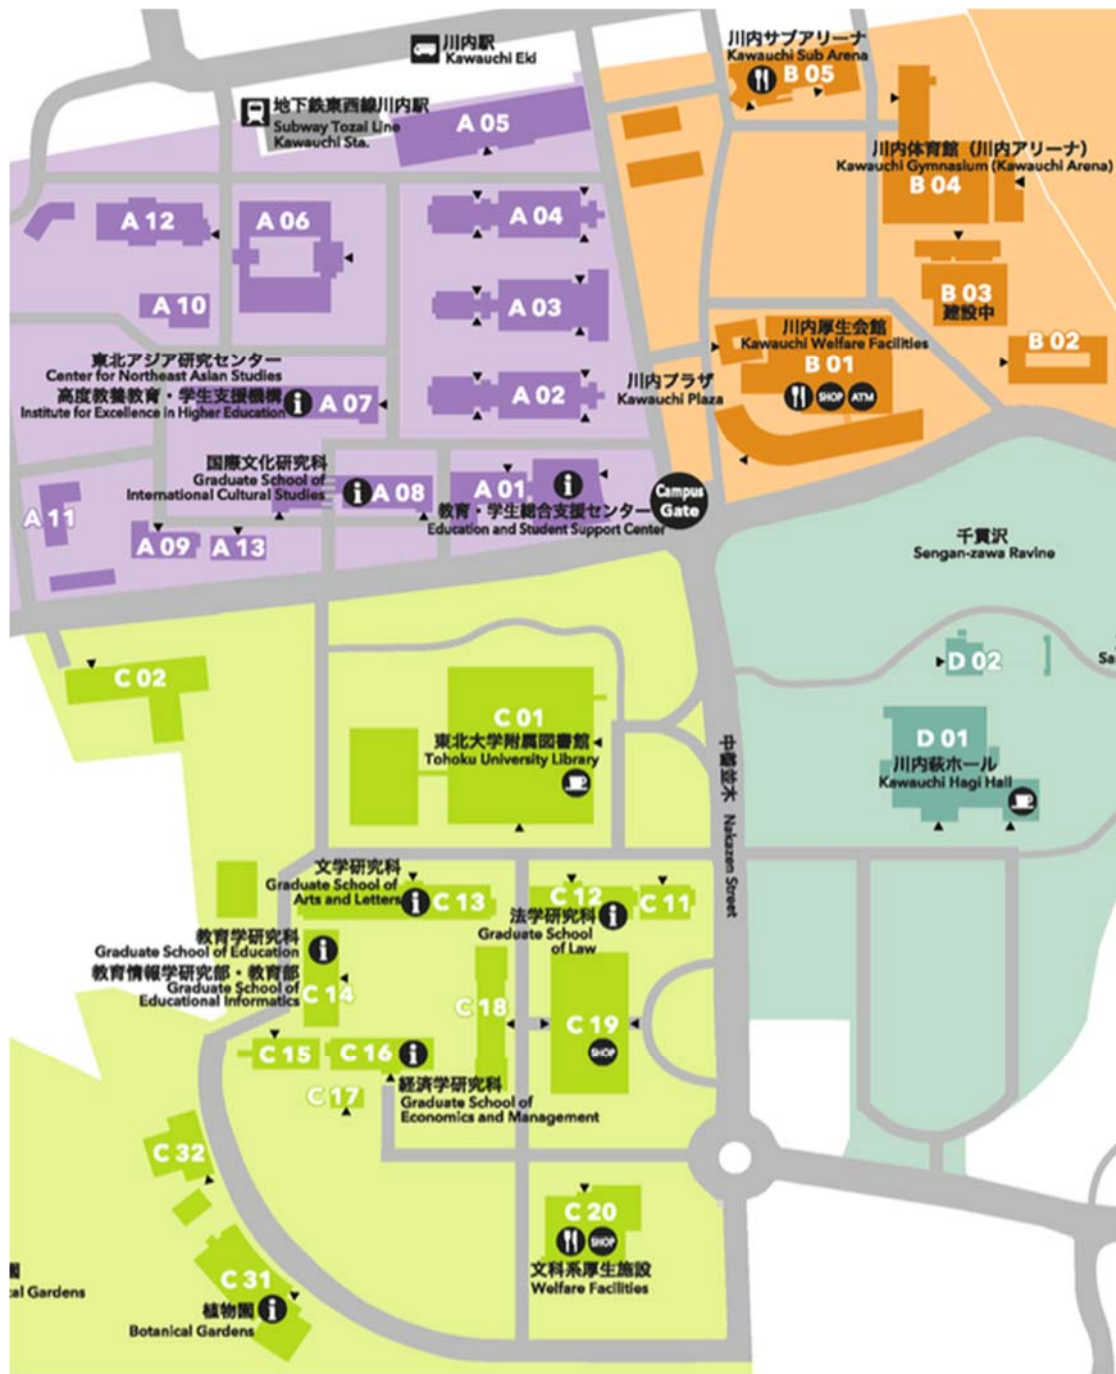 川内駅
Kawauchi Eki
川内サブアリーナ
Kawauchi Sub Arena
B 05
地下鉄東西線川内駅
Subway Tozai Line
Kawauchi Sta.
A 05
川内体育館（川内アリーナ）
Kawauchi Gymnasium (Kawauchi Arena)
B 04
A 12
A 06
A 04
A 10
A 03
B 03
建設中
川内厚生会館
Kawauchi Welfare Facilities
B 01
SHOP
ATM
B 02
東北アジア研究センター
Center for Northeast Asian Studies
高度教養教育・学生支援機構
Institute for Excellence in Higher Education
i
A 07
A 02
川内プラザ
Kawauchi Plaza
国際文化研究科
Graduate School of
International Cultural Studies
i
A 08
A 01
i
教育・学生総合支援センター
Education and Student Support Center
Campus
Gate
A 11
A 09
A 13
千貫沢
Sengan-zawa Ravine
C 02
D 02
Sa
C 01
東北大学附属図書館
Tohoku University Library
中善並木 Nakazen Street
D 01
川内萩ホール
Kawauchi Hagi Hall
文学研究科
Graduate School of
Arts and Letters
i
C 13
C 12
i
C 11
法学研究科
Graduate School
of Law
教育学研究科
Graduate School of Education
i
教育情報学研究部・教育部
Graduate School of
Educational Informatics
C 14
C 18
C 19
SHOP
C 15
C 16
i
C 17
経済学研究科
Graduate School of
Economics and Management
C 32
C 20
SHOP
文科系厚生施設
Welfare Facilities
園
cal Gardens
C 31
植物園
i
Botanical Gardens